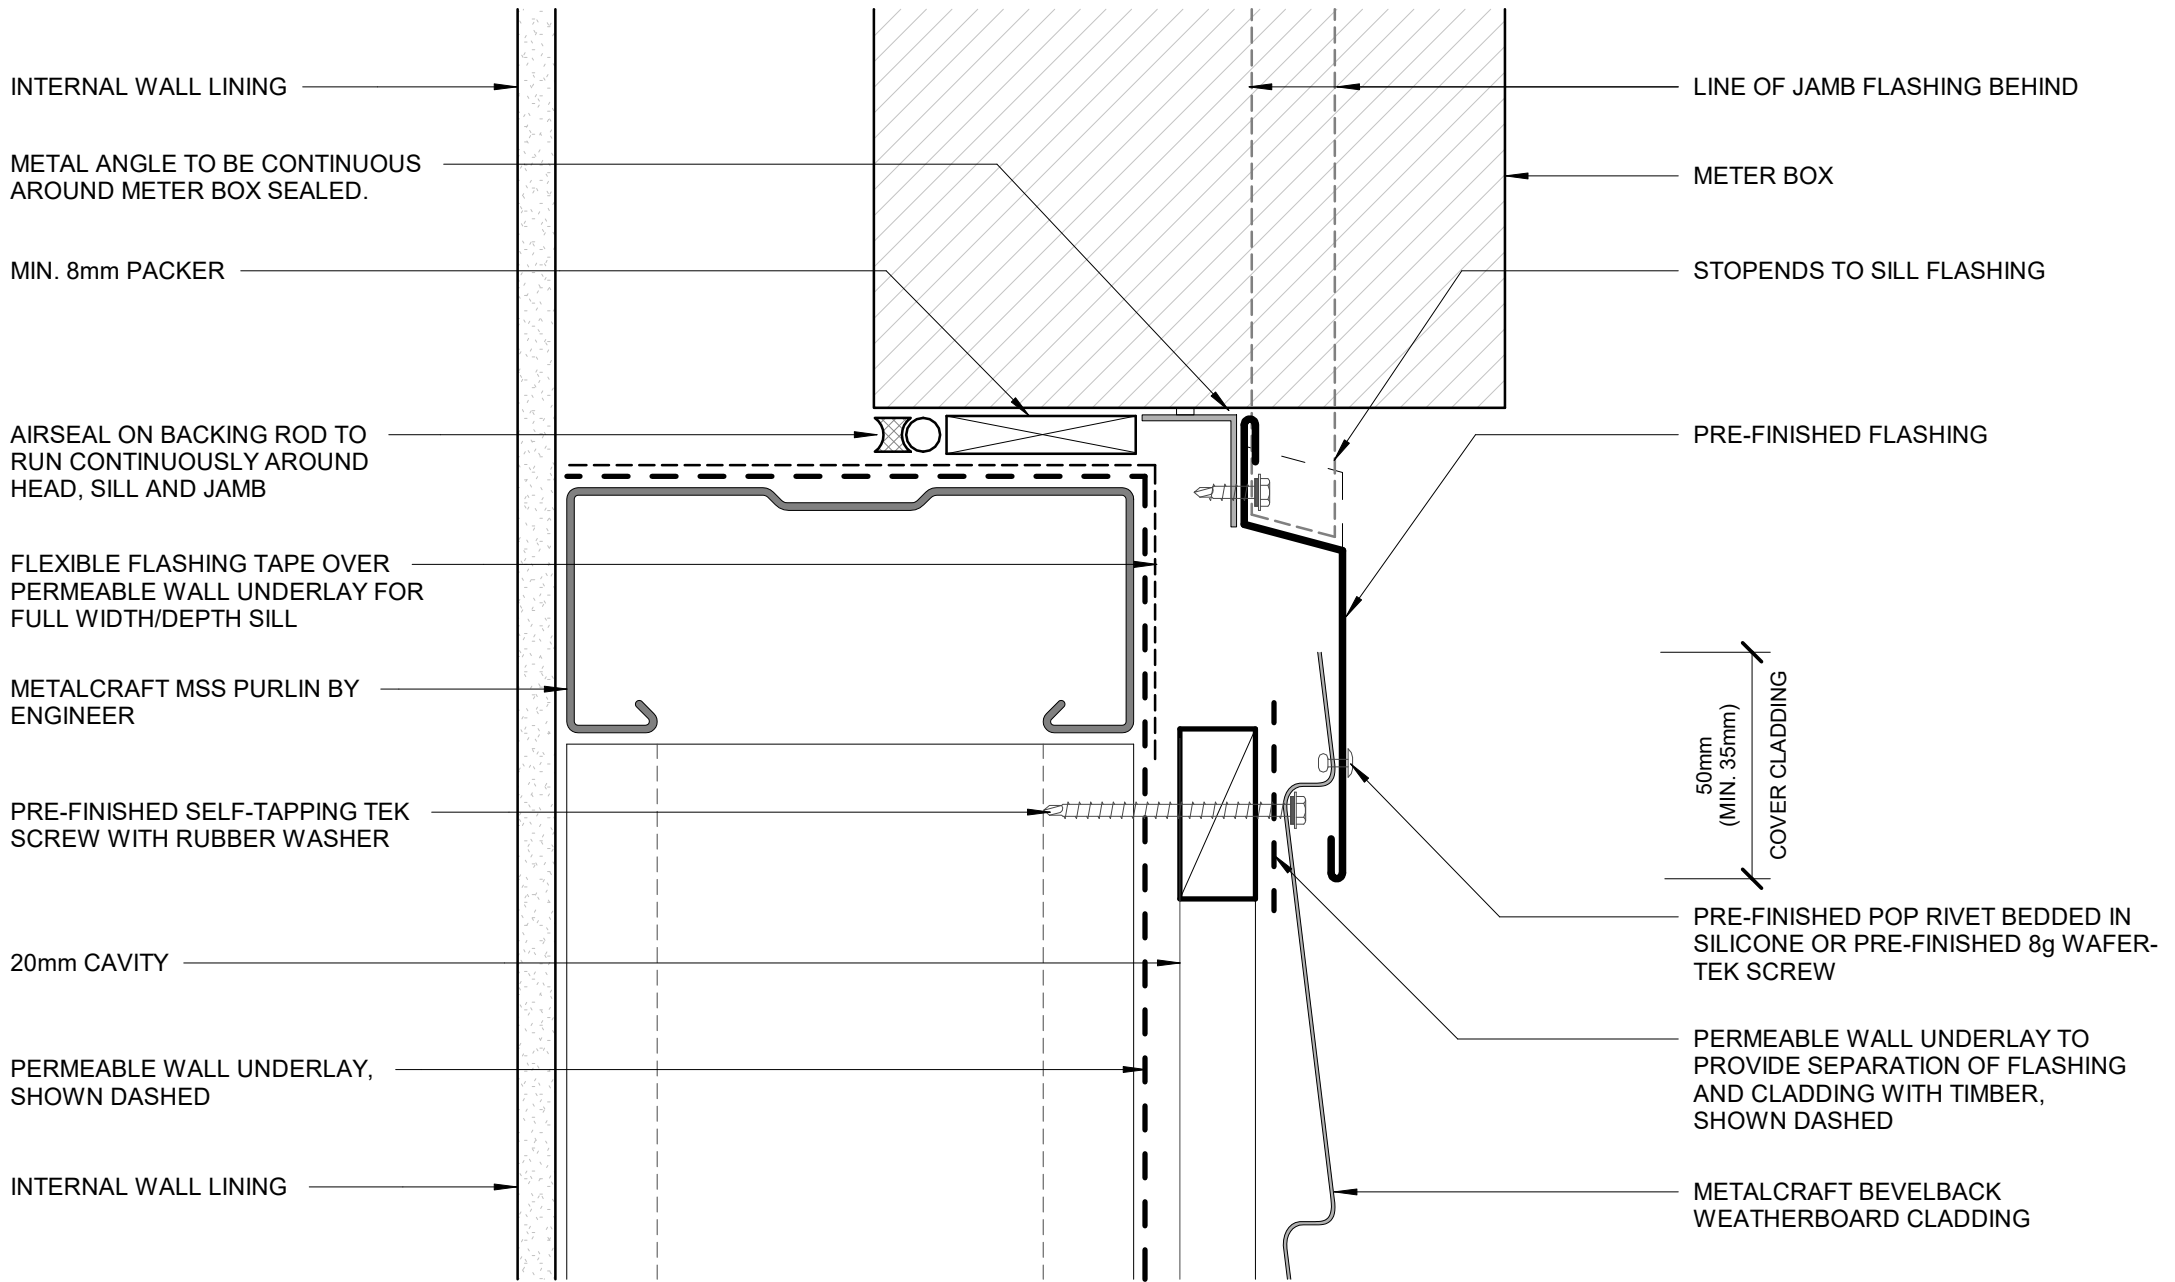 INTERNAL WALL LINING
METAL ANGLE TO BE CONTINUOUS
AROUND METER BOX SEALED.
MIN. 8mm PACKER
AIRSEAL ON BACKING ROD TO
RUN CONTINUOUSLY AROUND
HEAD, SILL AND JAMB
FLEXIBLE FLASHING TAPE OVER
PERMEABLE WALL UNDERLAY FOR
FULL WIDTH/DEPTH SILL
METALCRAFT MSS PURLIN BY
ENGINEER
PRE-FINISHED SELF-TAPPING TEK
SCREW WITH RUBBER WASHER
20mm CAVITY
PERMEABLE WALL UNDERLAY,
SHOWN DASHED
INTERNAL WALL LINING
LINE OF JAMB FLASHING BEHIND
METER BOX
STOPENDS TO SILL FLASHING
PRE-FINISHED FLASHING
50mm
(MIN. 35mm)
COVER CLADDING
PRE-FINISHED POP RIVET BEDDED IN
SILICONE OR PRE-FINISHED 8g WAFER-
TEK SCREW
PERMEABLE WALL UNDERLAY TO
PROVIDE SEPARATION OF FLASHING
AND CLADDING WITH TIMBER,
SHOWN DASHED
METALCRAFT BEVELBACK
WEATHERBOARD CLADDING